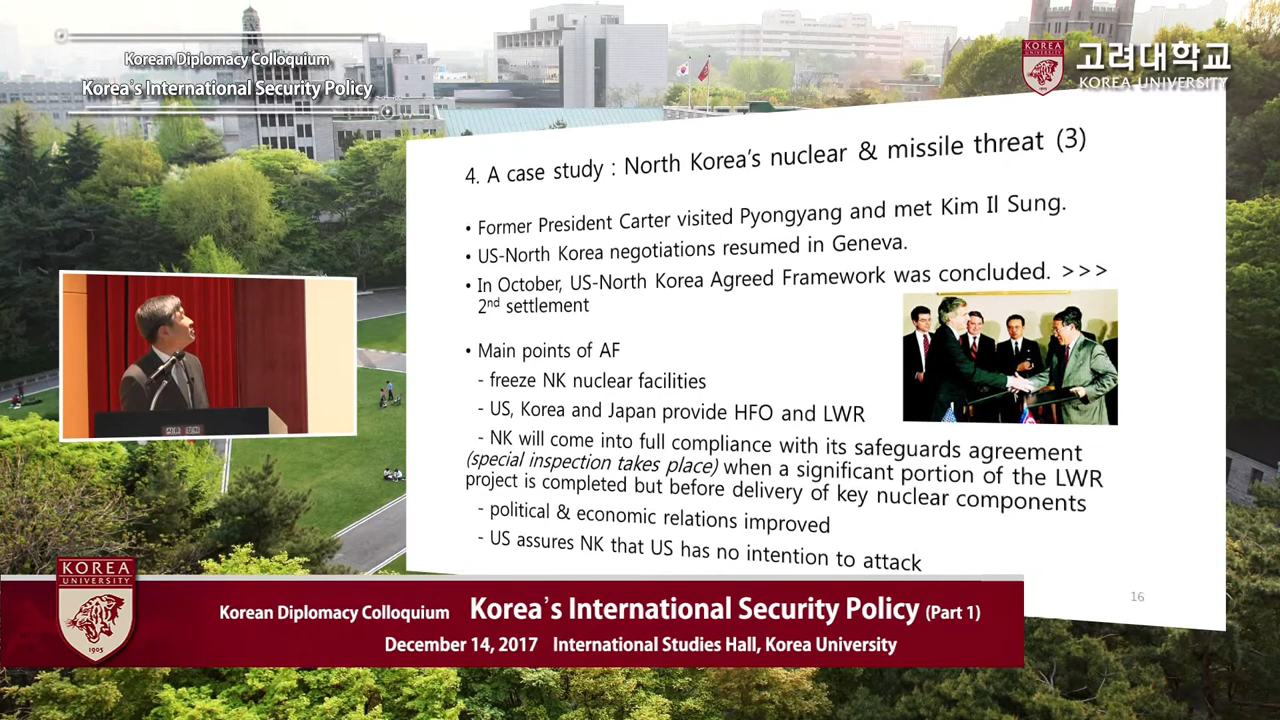 Korean Diplomacy Colloquium
Korea's International Security Policy
KOREA
UNIVERSITY
고려대학교
KOREA UNIVERSITY
4. A case study : North Korea's nuclear & missile threat (3)
• Former President Carter visited Pyongyang and met Kim Il Sung.
• US-North Korea negotiations resumed in Geneva.
• In October, US-North Korea Agreed Framework was concluded. >>>
2nd settlement
• Main points of AF
- freeze NK nuclear facilities
- US, Korea and Japan provide HFO and LWR
- NK will come into full compliance with its safeguards agreement
(special inspection takes place) when a significant portion of the LWR
project is completed but before delivery of key nuclear components
- political & economic relations improved
- US assures NK that US has no intention to attack
16
KOREA
UNIVERSITY
1905
Korean Diplomacy Colloquium Korea's International Security Policy (Part 1)
December 14, 2017 International Studies Hall, Korea University